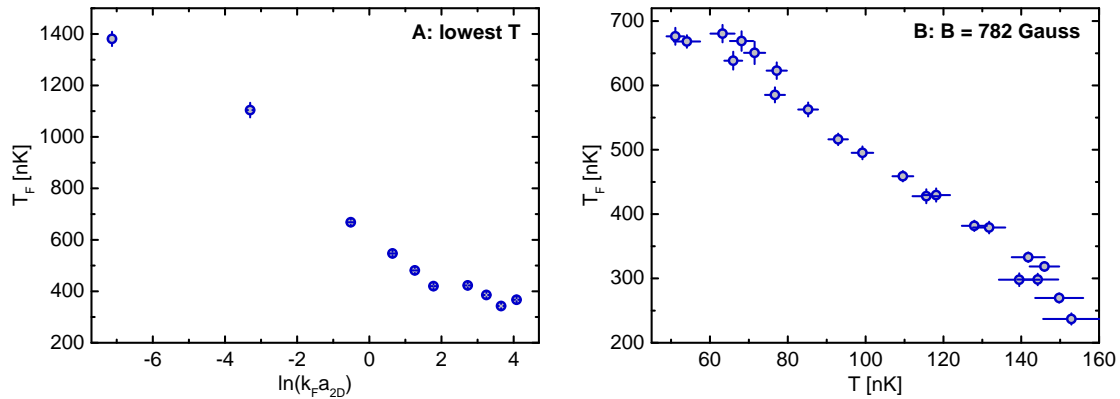 A: lowest T
1400
1200
1000
800
600
400
200
T_F [nK]
-6 -4 -2 0 2 4
ln(k_Fa_2D)
B: B = 782 Gauss
700
600
500
400
300
200
T_F [nK]
60 80 100 120 140 160
T [nK]